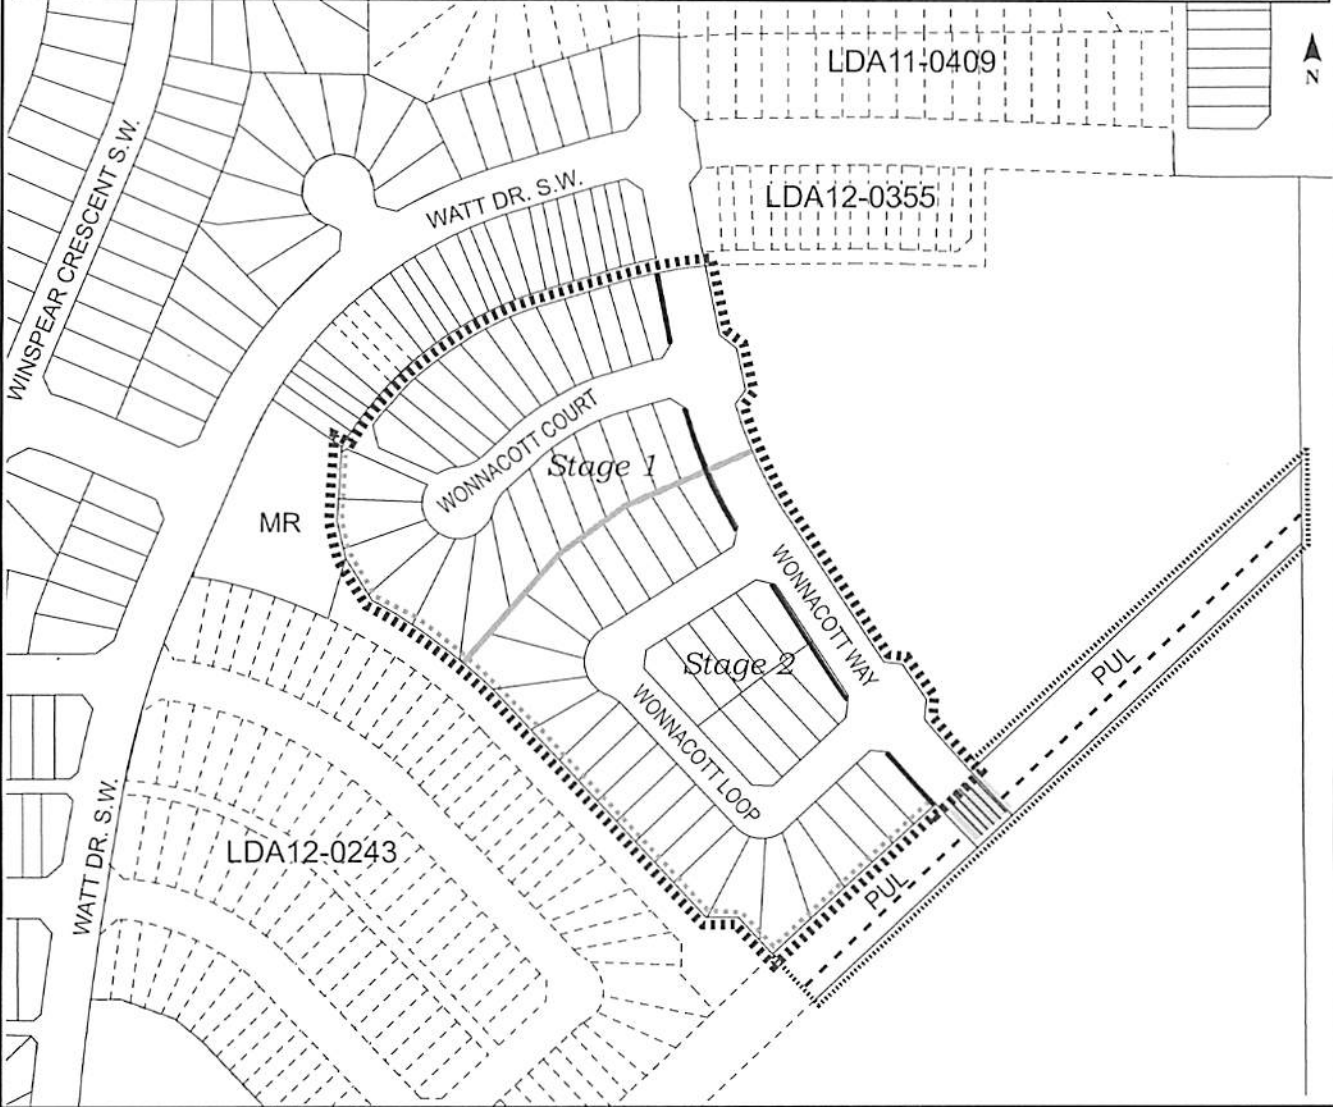 LDA11-0409
N
LDA12-0355
WATT DR. S.W.
WINSPEAR CRESCENT S.W.
WONNACOTT COURT
Stage 1
MR
WONNACOTT WAY
Stage 2
PUL
WONNACOTT LOOP
WATT DR. S.W.
LDA12-0243
PUL